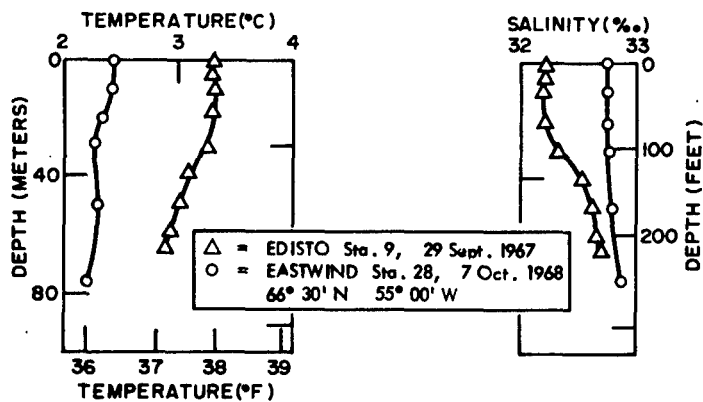 TEMPERATURE(°C)
2 3 4
0
40
80
DEPTH (METERS)
36 37 38 39
TEMPERATURE(°F)
SALINITY(‰)
32 33
0
100
200
DEPTH (FEET)
△ = EDISTO Sta. 9, 29 Sept. 1967
○ = EASTWIND Sta. 28, 7 Oct. 1968
66° 30' N 55° 00' W